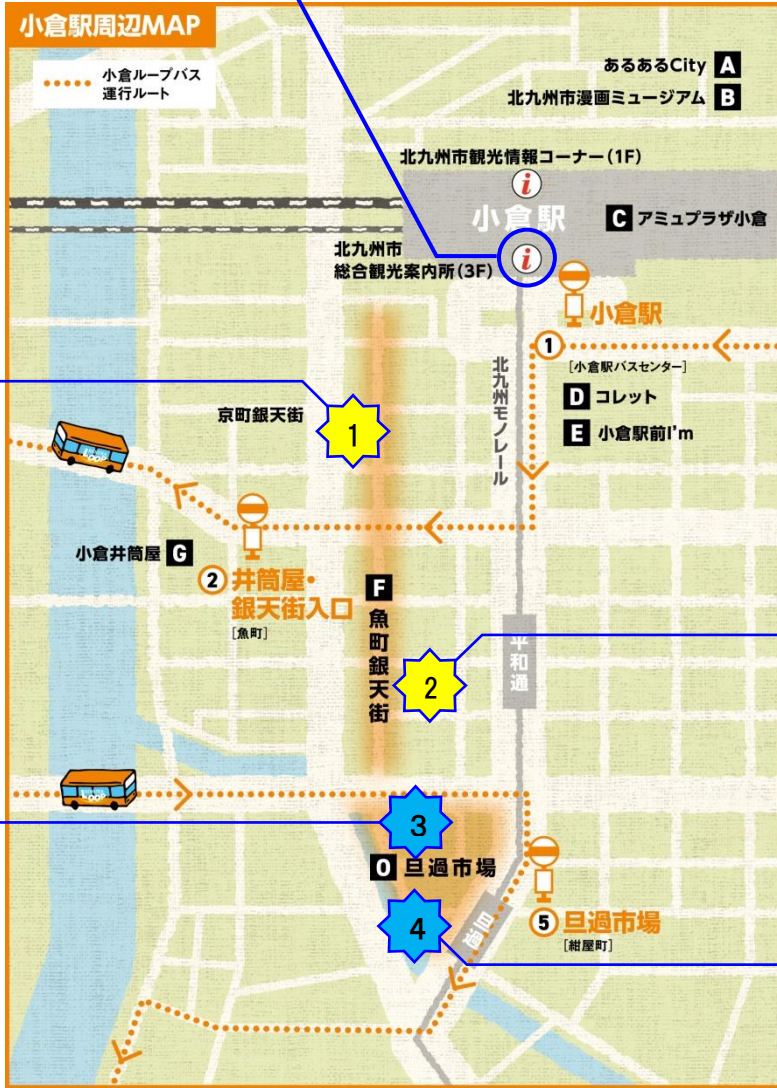 小倉駅周辺MAP
小倉ループバス
運行ルート
あるあるCity A
北九州市漫画ミュージアム B
北九州市観光情報コーナー(1F)
i
小倉駅
C アミュプラザ小倉
北九州市
総合観光案内所(3F)
i
小倉駅
1
[小倉駅バスセンター]
北九州モノレール
D コレット
E 小倉駅前I'm
京町銀天街
1
LOOP
小倉井筒屋 G
2 井筒屋・
銀天街入口
[魚町]
F
魚町銀天街
平和通
2
LOOP
3
O 旦過市場
4
旦過
5 旦過市場
[紺屋町]